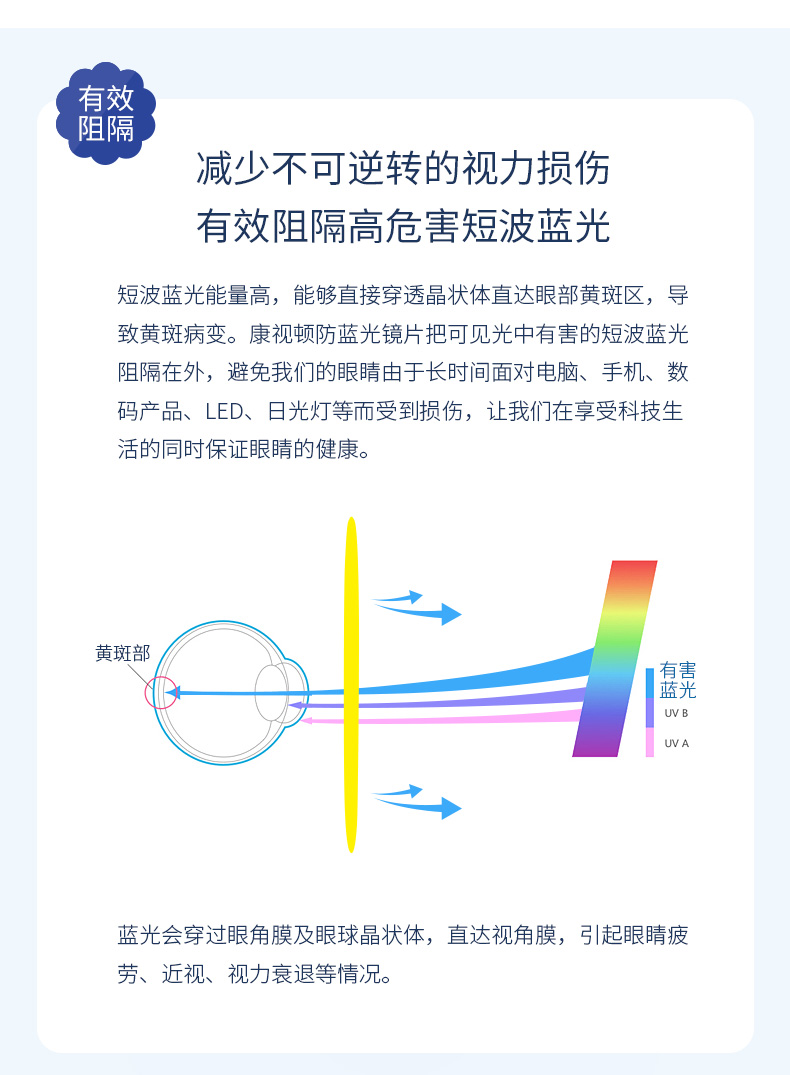 有效
阻隔
减少不可逆转的视力损伤
有效阻隔高危害短波蓝光
短波蓝光能量高，能够直接穿透晶状体直达眼部黄斑区，导
致黄斑病变。康视顿防蓝光镜片把可见光中有害的短波蓝光
阻隔在外，避免我们的眼睛由于长时间面对电脑、手机、数
码产品、LED、日光灯等而受到损伤，让我们在享受科技生
活的同时保证眼睛的健康。
黄斑部
有害
蓝光
UV B
UV A
蓝光会穿过眼角膜及眼球晶状体，直达视角膜，引起眼睛疲
劳、近视、视力衰退等情况。